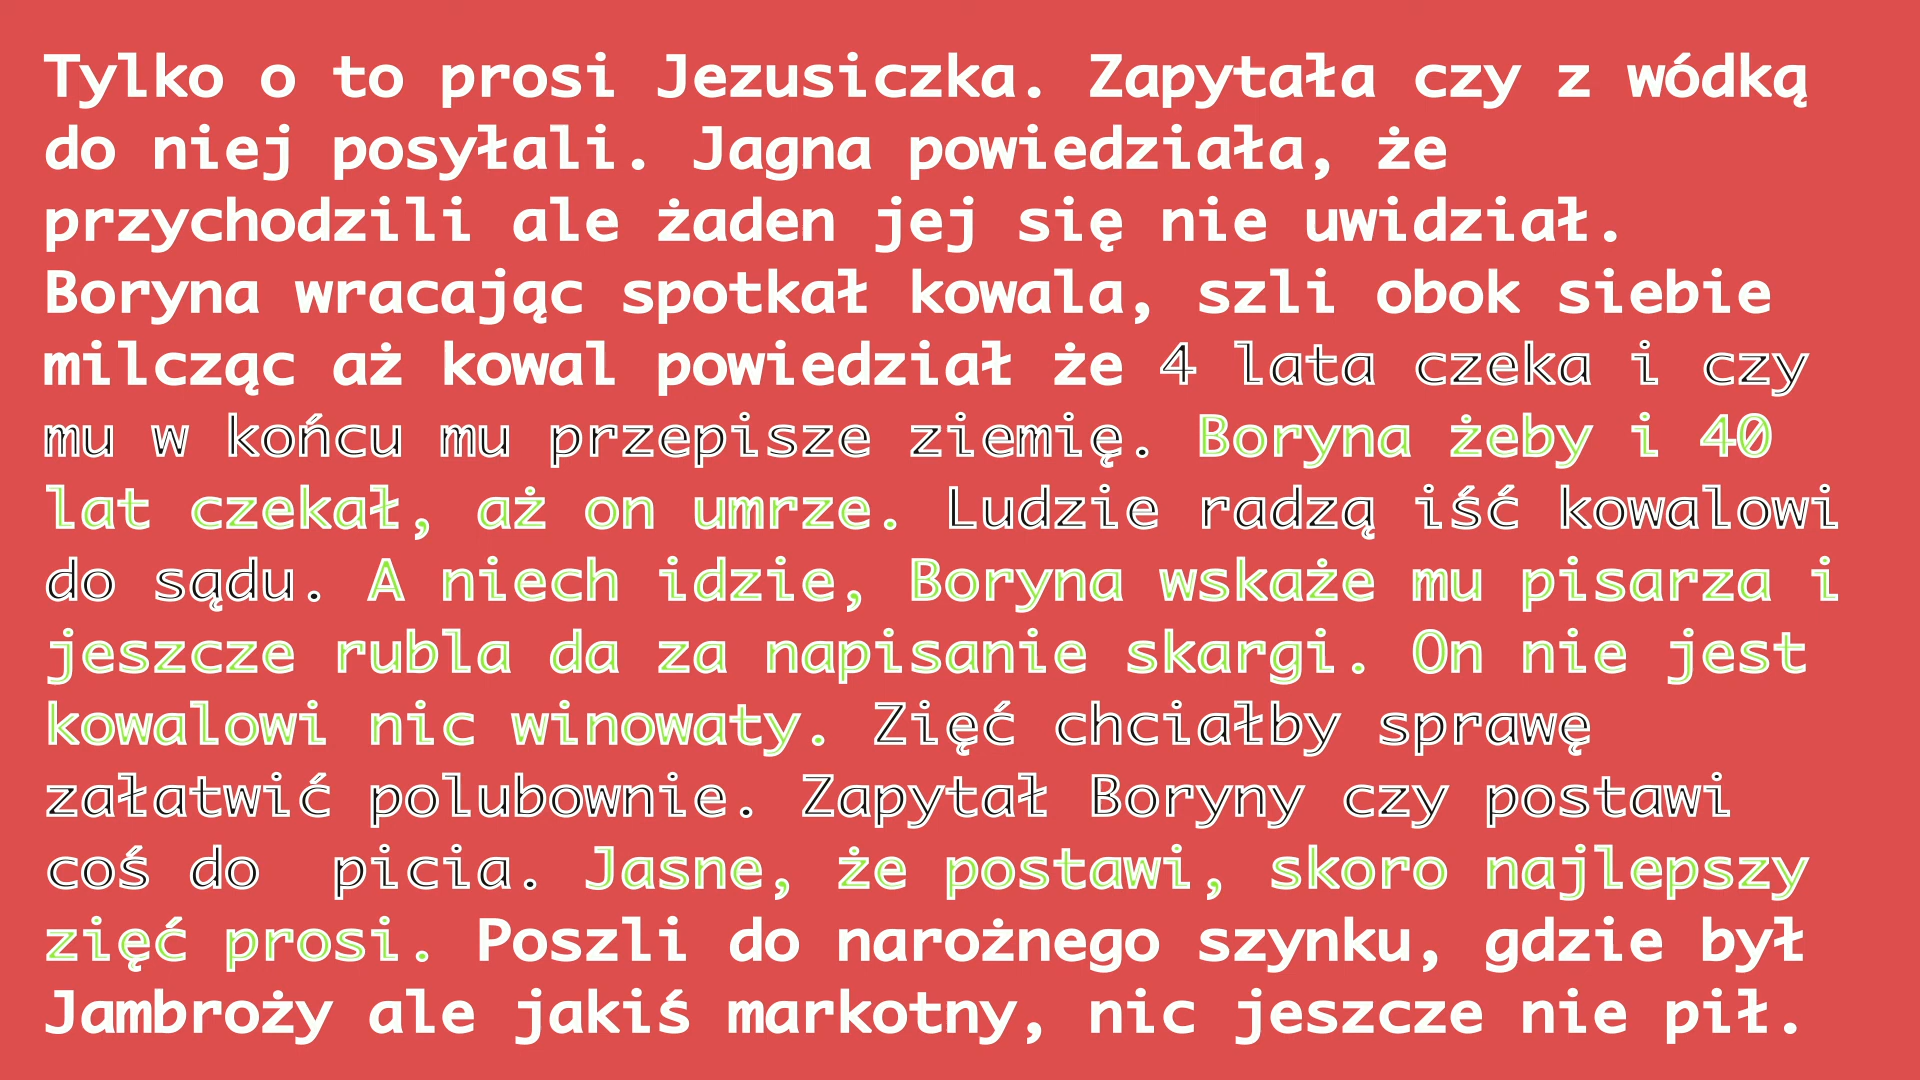 Tylko o to prosi Jezusiczka. Zapytała czy z wódką
do niej posyłali. Jagna powiedziała, że
przychodzili ale żaden jej się nie uwidział.
Boryna wracając spotkał kowala, szli obok siebie
milcząc aż kowal powiedział że 4 lata czeka i czy
mu w końcu mu przepisze ziemię. Boryna żeby i 40
lat czekał, aż on umrze. Ludzie radzą iść kowalowi
do sądu. A niech idzie, Boryna wskaże mu pisarza i
jeszcze rubla da za napisanie skargi. On nie jest
kowalowi nic winowaty. Zięć chciałby sprawę
załatwić polubownie. Zapytał Boryny czy postawi
coś do  picia. Jasne, że postawi, skoro najlepszy
zięć prosi. Poszli do narożnego szynku, gdzie był
Jambroży ale jakiś markotny, nic jeszcze nie pił.